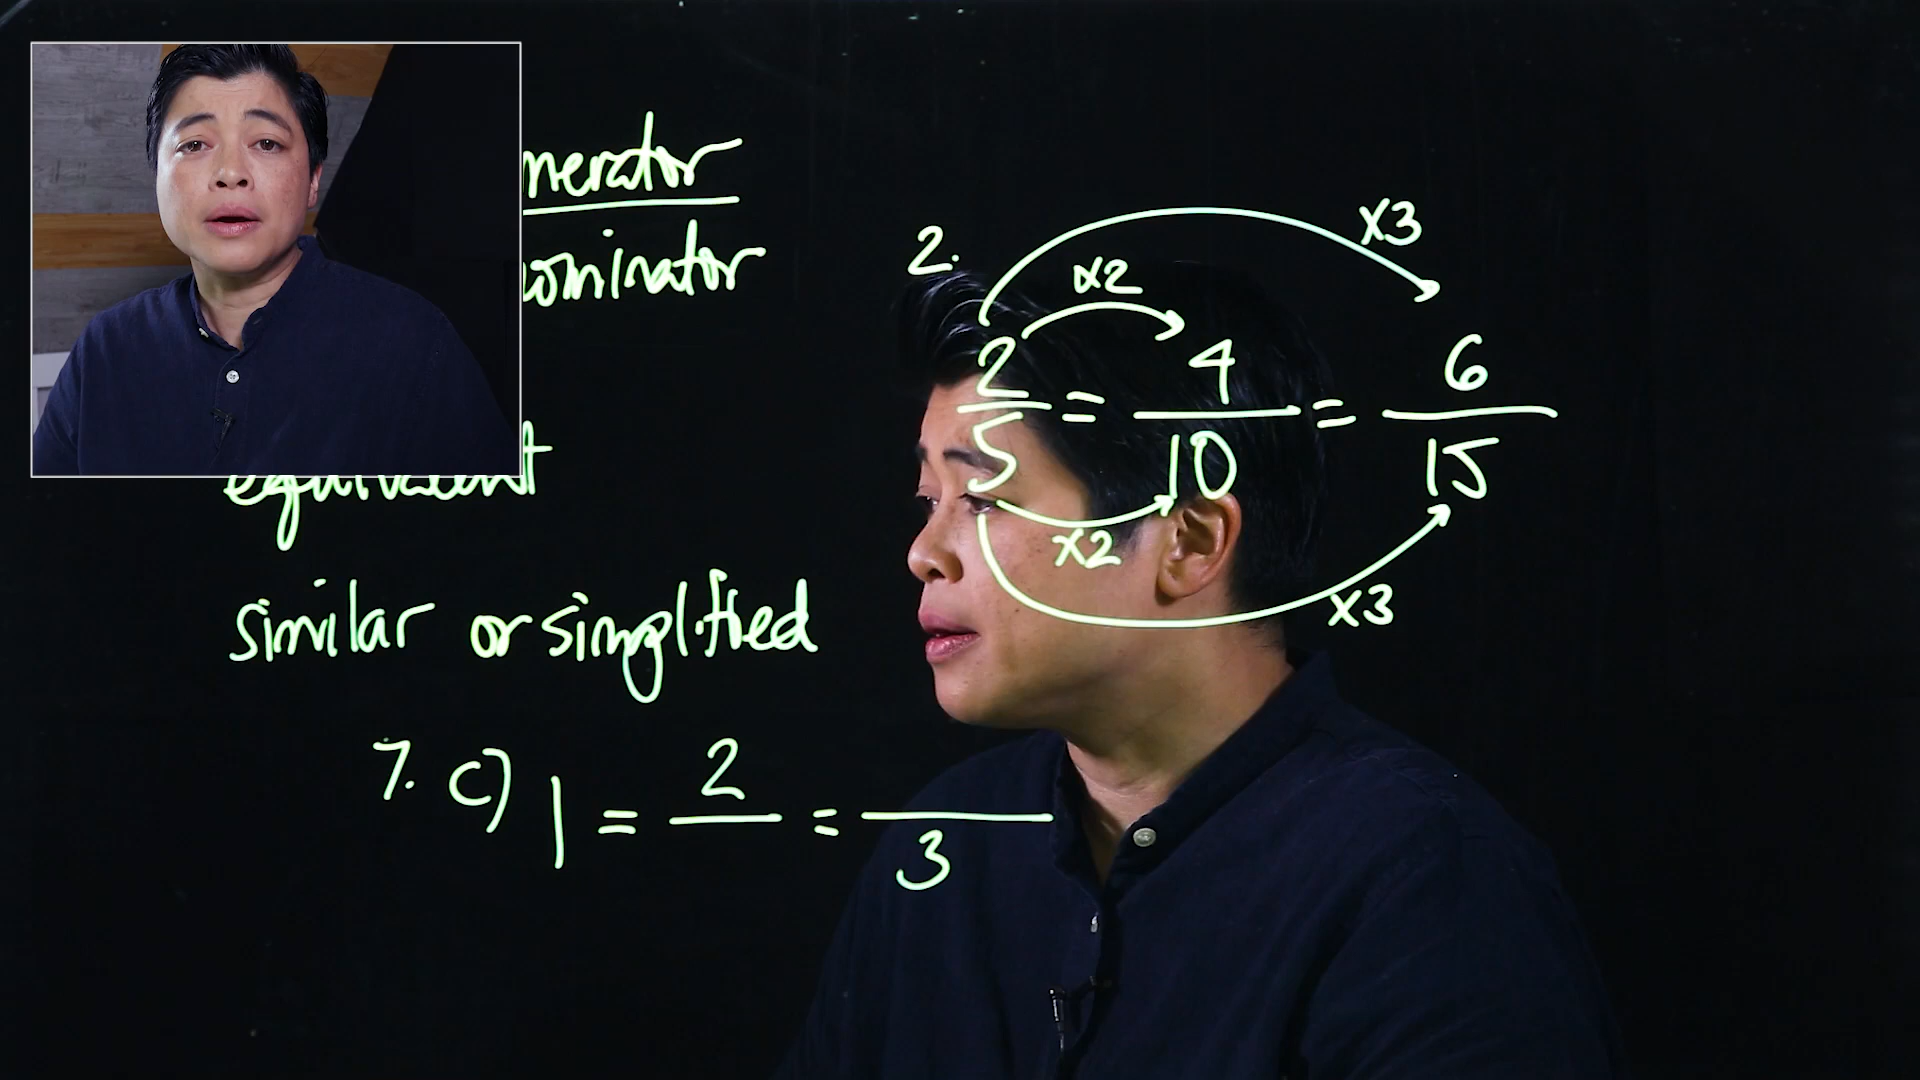 nerator
nominator
equivalent
similar or simplified
2.
x3
x2
2/5 = 4/10 = 6/15
x2
x3
7. c) 1 = 2/ = /3